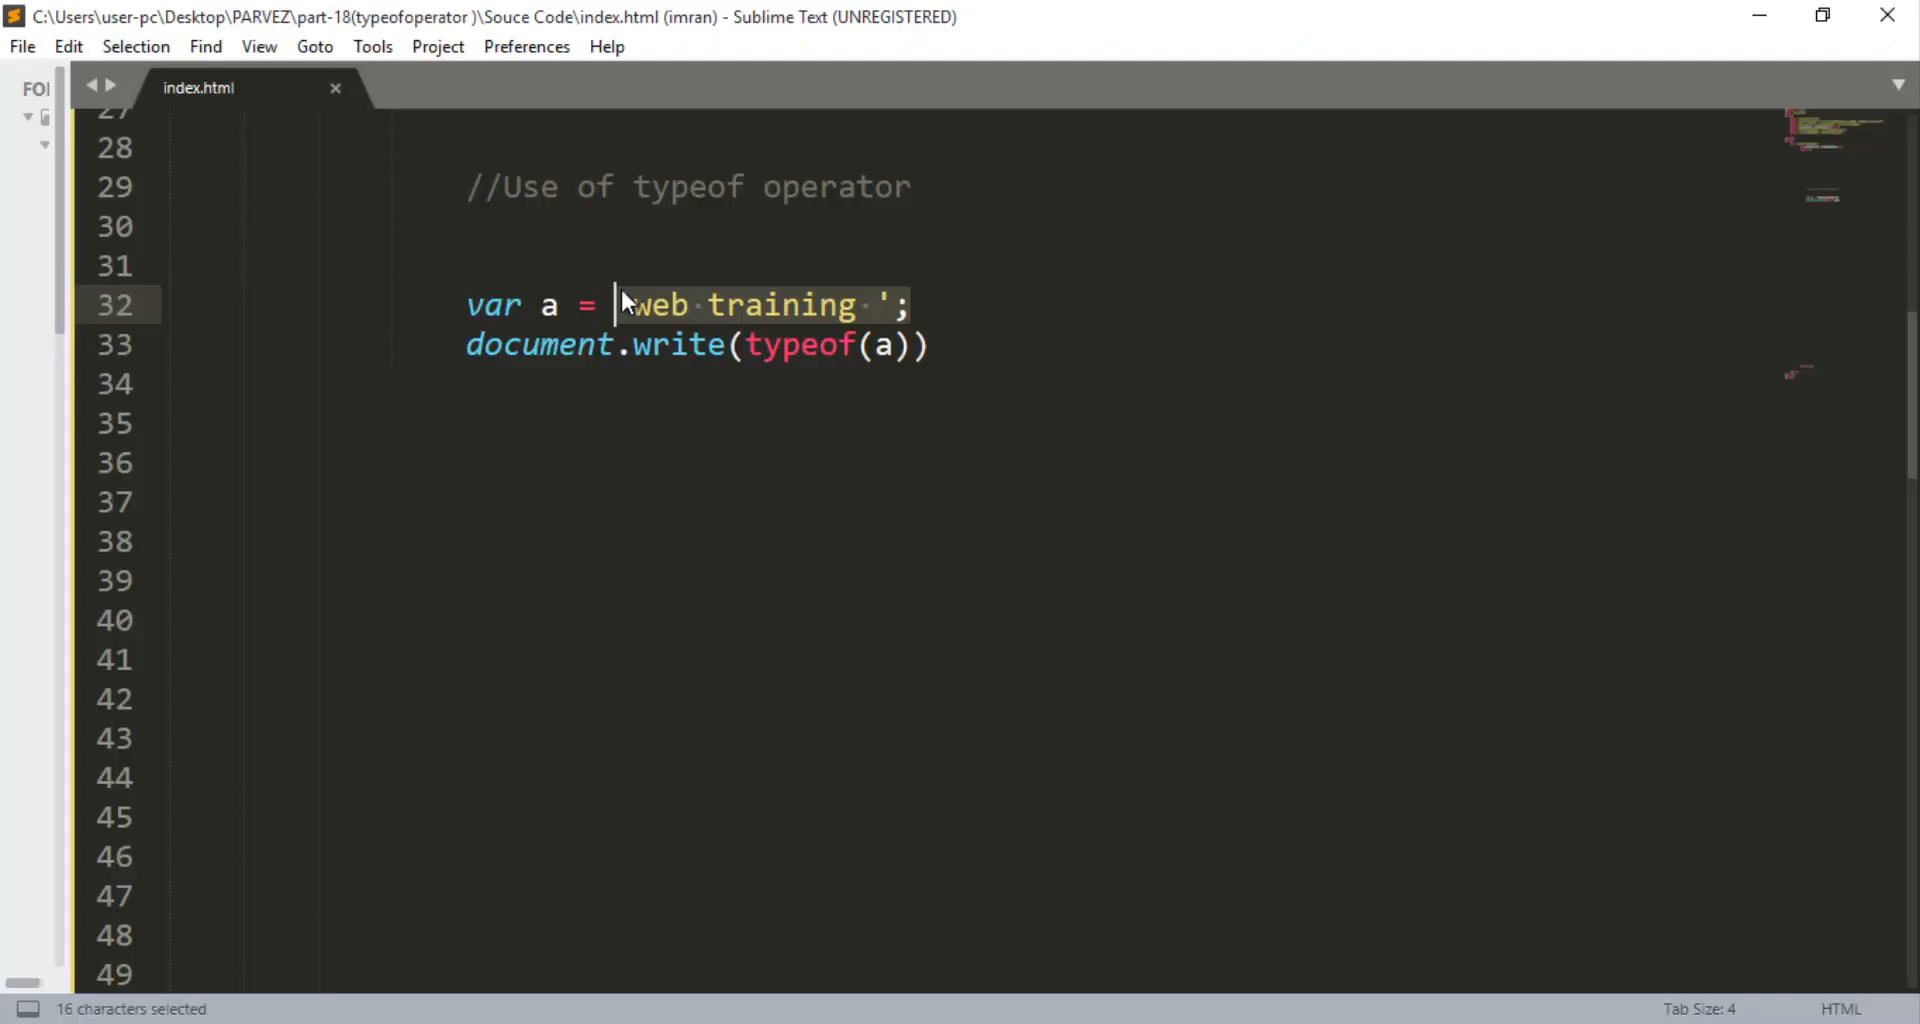 C:\Users\user-pc\Desktop\PARVEZ\part-18(typeofoperator )\Souce Code\index.html (imran) - Sublime Text (UNREGISTERED)
File Edit Selection Find View Goto Tools Project Preferences Help
FOI
index.html
27
28
29 //Use of typeof operator
30
31
32 var a = 'web training ';
33 document.write(typeof(a))
34
35
36
37
38
39
40
41
42
43
44
45
46
47
48
49
16 characters selected Tab Size: 4 HTML